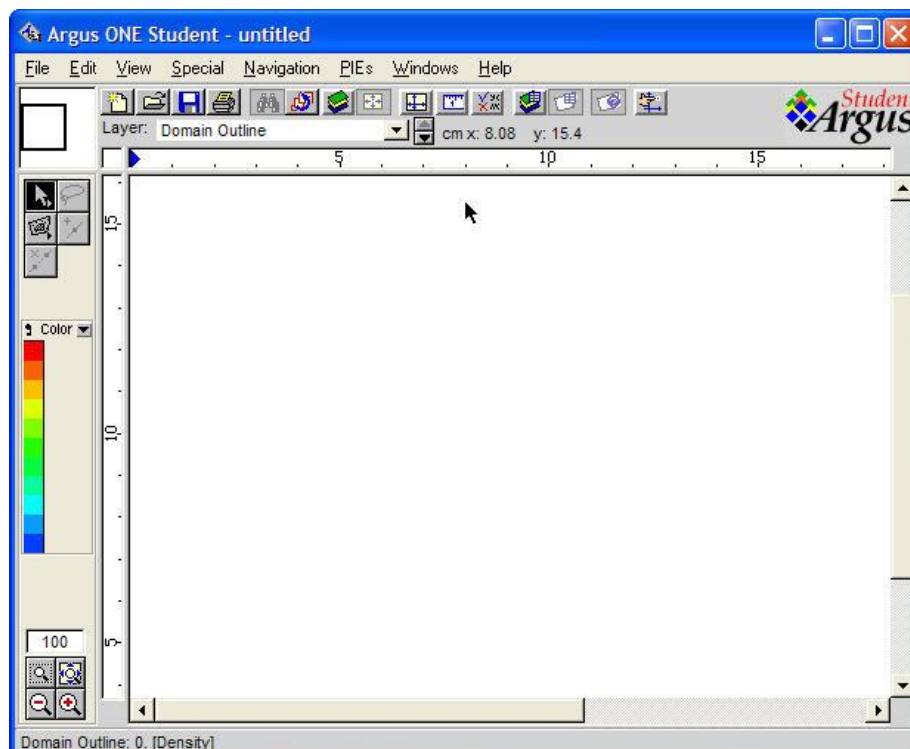 Argus ONE Student - untitled
File Edit View Special Navigation PIEs Windows Help
Student
Argus
Layer: Domain Outline cm x: 8.08 y: 15.4
5 10 15
15
Color
10
5
100
Domain Outline: 0. [Density]